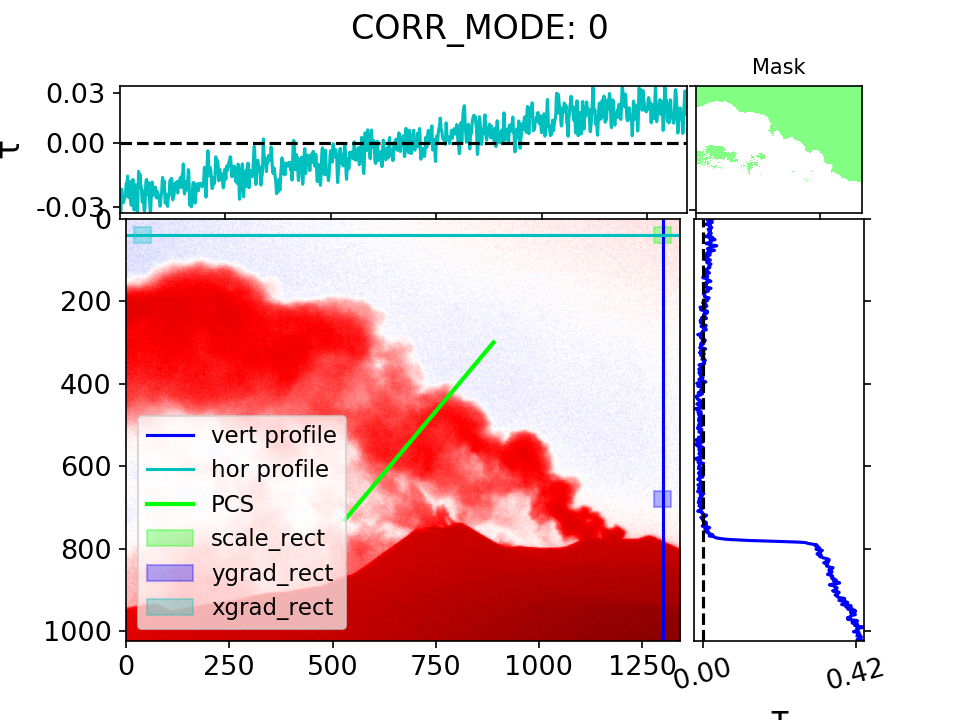 CORR_MODE: 0
Mask
0.03
0.00
-0.03
τ
0
200
400
600
800
1000
vert profile
hor profile
PCS
scale_rect
ygrad_rect
xgrad_rect
0 250 500 750 1000 1250
0.00 0.42
τ